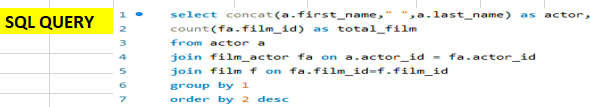 SQL QUERY
1 select concat(a.first_name," ",a.last_name) as actor,
2 count(fa.film_id) as total_film
3 from actor a
4 join film_actor fa on a.actor_id = fa.actor_id
5 join film f on fa.film_id=f.film_id
6 group by 1
7 order by 2 desc